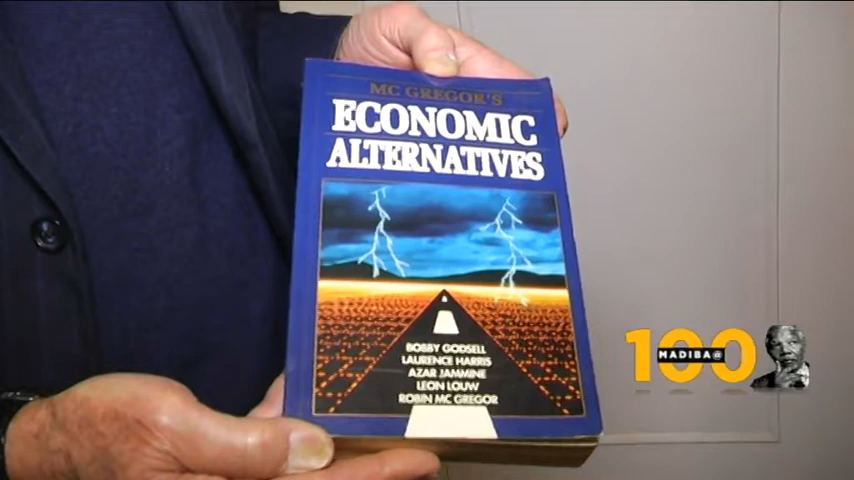 MC GREGOR'S
ECONOMIC
ALTERNATIVES
BOBBY GODSELL
LAURENCE HARRIS
AZAR JAMMINE
LEON LOUW
ROBIN MC GREGOR
100
MADIBA@